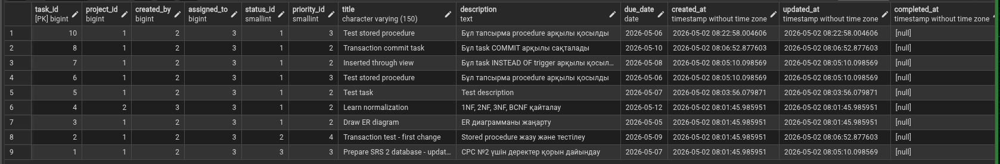 task_id project_id created_by assigned_to status_id priority_id title description due_date created_at updated_at completed_at
[PK] bigint bigint bigint bigint smallint smallint character varying (150) text date timestamp without time zone timestamp without time zone timestamp without time zone
1 10 1 2 3 1 3 Test stored procedure Бұл тапсырма procedure арқылы қосылды 2026-05-06 2026-05-02 08:22:58.004606 2026-05-02 08:22:58.004606 [null]
2 8 1 2 3 1 2 Transaction commit task Бұл task COMMIT арқылы сақталады 2026-05-10 2026-05-02 08:06:52.877603 2026-05-02 08:06:52.877603 [null]
3 7 1 2 3 1 2 Inserted through view Бұл task INSTEAD OF trigger арқылы қосыл... 2026-05-08 2026-05-02 08:05:10.098569 2026-05-02 08:05:10.098569 [null]
4 6 1 2 3 1 3 Test stored procedure Бұл тапсырма procedure арқылы қосылды 2026-05-06 2026-05-02 08:05:10.098569 2026-05-02 08:05:10.098569 [null]
5 5 1 2 3 1 2 Test task Test description 2026-05-07 2026-05-02 08:03:56.079871 2026-05-02 08:03:56.079871 [null]
6 4 2 3 3 1 2 Learn normalization 1NF, 2NF, 3NF, BCNF қайталау 2026-05-12 2026-05-02 08:01:45.985951 2026-05-02 08:01:45.985951 [null]
7 3 1 2 3 1 2 Draw ER diagram ER диаграмманы жаңарту 2026-05-05 2026-05-02 08:01:45.985951 2026-05-02 08:01:45.985951 [null]
8 2 1 2 3 2 4 Transaction test - first change Stored procedure жазу және тестілеу 2026-05-09 2026-05-02 08:01:45.985951 2026-05-02 08:06:52.877603 [null]
9 1 1 2 3 3 3 Prepare SRS 2 database - updat... СРС №2 үшін деректер қорын дайындау 2026-05-07 2026-05-02 08:01:45.985951 2026-05-02 08:05:10.098569 [null]